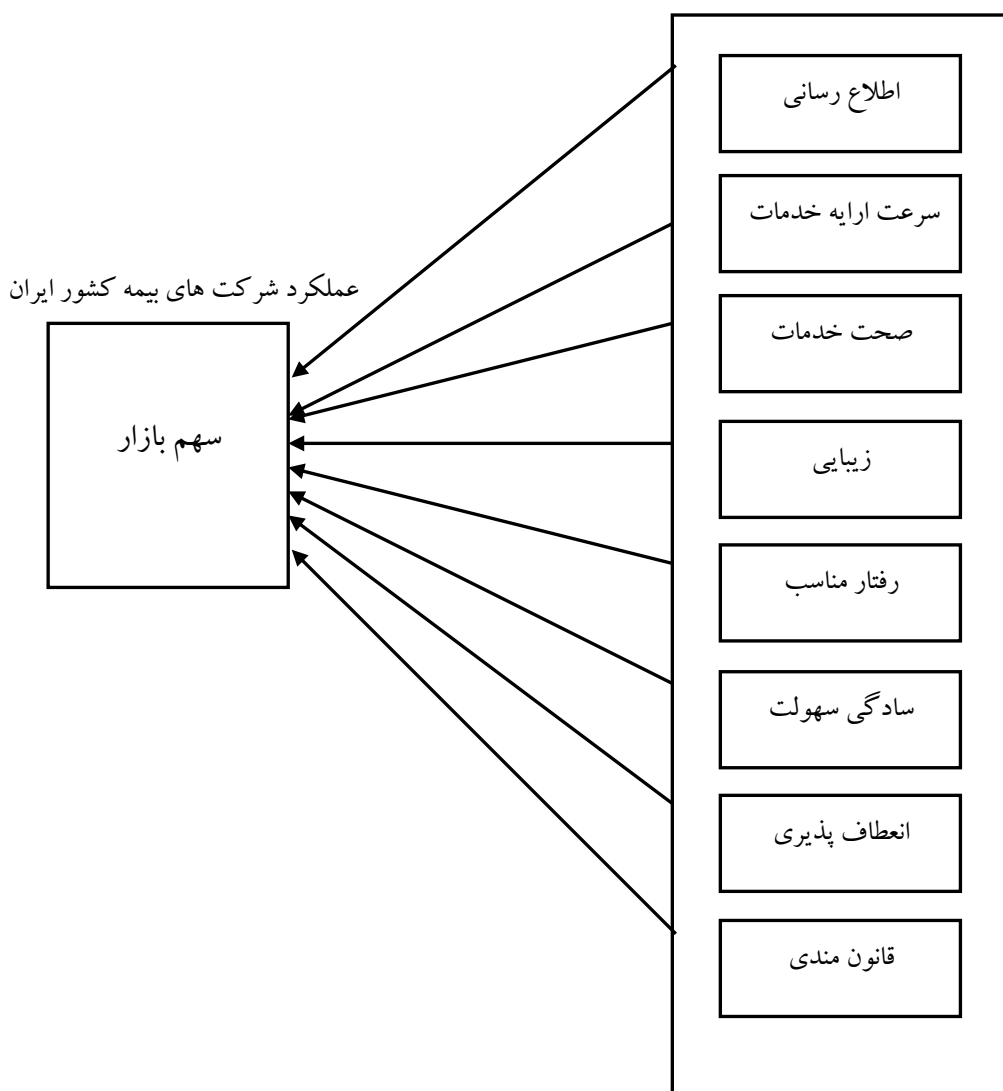 اطلاع رسانی
سرعت ارایه خدمات
صحت خدمات
زیبایی
رفتار مناسب
سادگی سهولت
انعطاف پذیری
قانون مندی
عملکرد شرکت های بیمه کشور ایران
سهم بازار